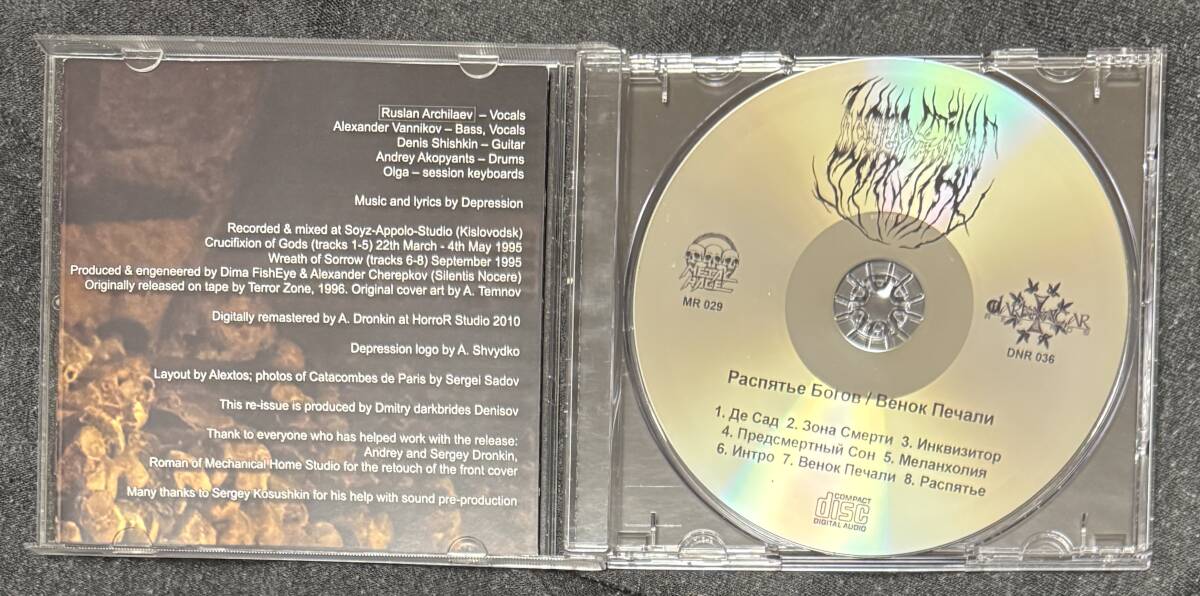 Ruslan Archilaev – Vocals
Alexander Vannikov – Bass, Vocals
Denis Shishkin – Guitar
Andrey Akopyants – Drums
Olga – session keyboards
Music and lyrics by Depression
Recorded & mixed at Soyz-Appolo-Studio (Kislovodsk)
Crucifixion of Gods (tracks 1-5) 22th March - 4th May 1995
Wreath of Sorrow (tracks 6-8) September 1995
Produced & engeneered by Dima FishEye & Alexander Cherepkov (Silentis Nocere)
Originally released on tape by Terror Zone, 1996. Original cover art by A. Temnov
Digitally remastered by A. Dronkin at HorroR Studio 2010
Depression logo by A. Shvydko
Layout by Alextos; photos of Catacombes de Paris by Sergei Sadov
This re-issue is produced by Dmitry darkbrides Denisov
Thank to everyone who has helped work with the release:
Andrey and Sergey Dronkin,
Roman of Mechanical Home Studio for the retouch of the front cover
Many thanks to Sergey Kosushkin for his help with sound pre-production
METAL
RACE
MR 029
DNR 036
Распятье Богов / Венок Печали
1. Де Сад 2. Зона Смерти 3. Инквизитор
4. Предсмертный Сон 5. Меланхолия
6. Интро 7. Венок Печали 8. Распятье
COMPACT
disc
DIGITAL AUDIO